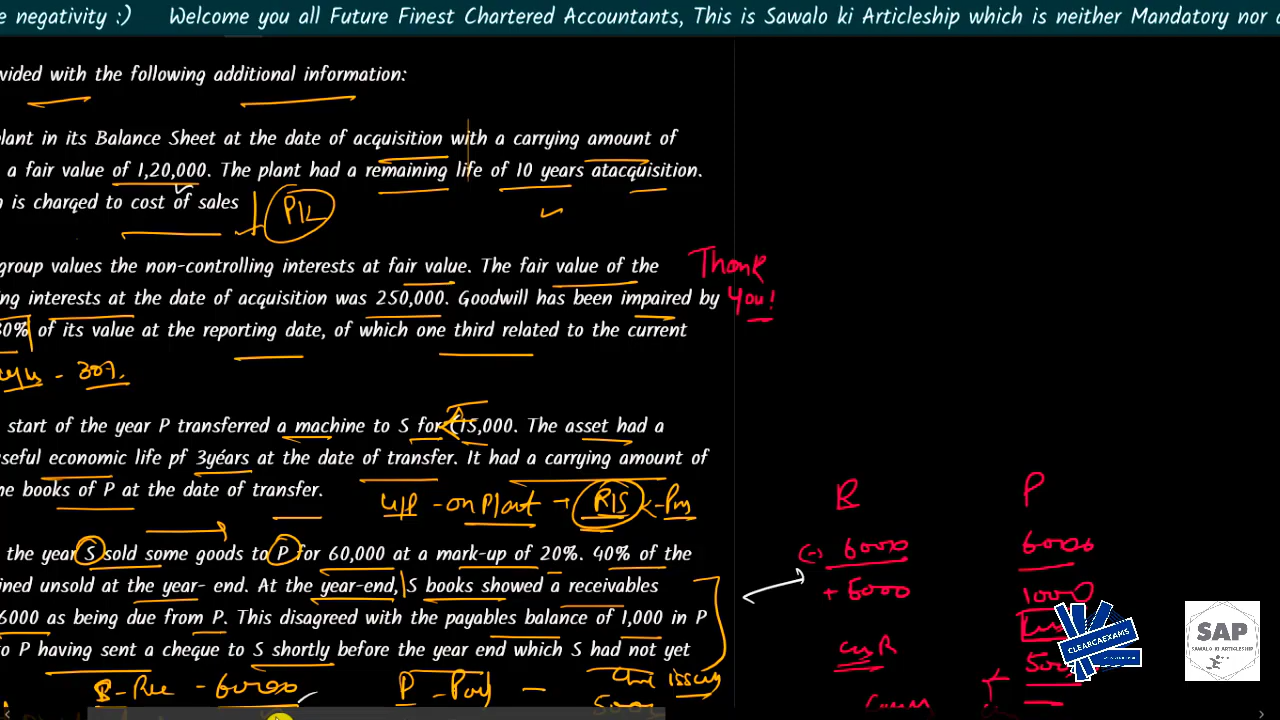 e negativity :) Welcome you all Future Finest Chartered Accountants, This is Sawalo ki Articleship which is neither Mandatory nor a
vided with the following additional information:
plant in its Balance Sheet at the date of acquisition with a carrying amount of
a fair value of 1,20,000. The plant had a remaining life of 10 years atacquisition.
n is charged to cost of sales
P/L
group values the non-controlling interests at fair value. The fair value of the
ing interests at the date of acquisition was 250,000. Goodwill has been impaired by
30% of its value at the reporting date, of which one third related to the current
Thank
You!
- 30%.
start of the year P transferred a machine to S for 15,000. The asset had a
seful economic life pf 3years at the date of transfer. It had a carrying amount of
he books of P at the date of transfer.
U/P - on Plant → R/S
the year S sold some goods to P for 60,000 at a mark-up of 20%. 40% of the
ined unsold at the year- end. At the year-end, S books showed a receivables
6000 as being due from P. This disagreed with the payables balance of 1,000 in P
o P having sent a cheque to S shortly before the year end which S had not yet
S - Rec - 6000
P - Pay -
R P
(-) 6000 6000
+ 6000 1000
CLEARCAEXAMS
SAP
SAWALO KI ARTICLESHIP